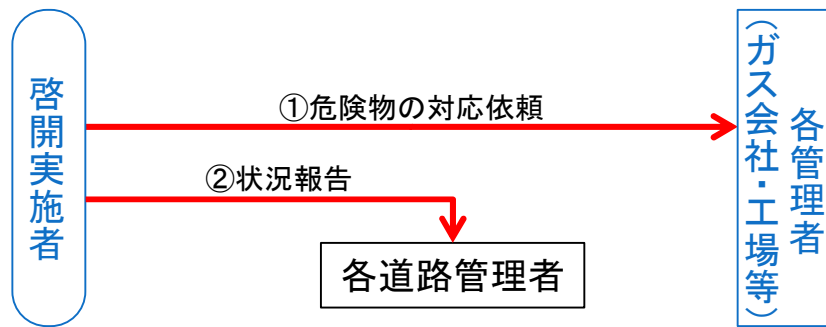 啓開実施者
①危険物の対応依頼
②状況報告
各道路管理者
各管理者
（ガス会社・工場等）